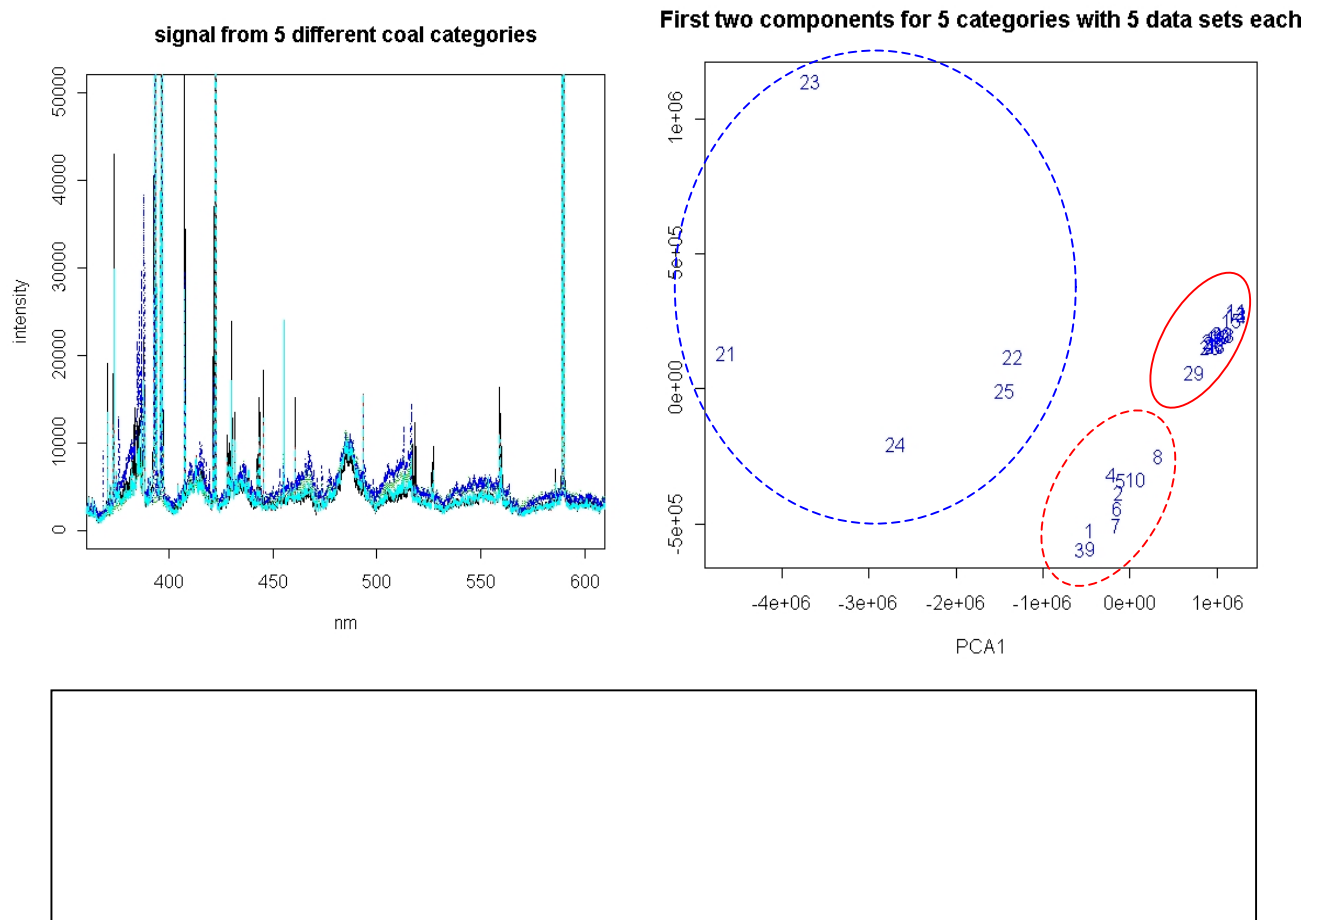 signal from 5 different coal categories
50000
40000
30000
20000
10000
0
intensity
400 450 500 550 600
nm
First two components for 5 categories with 5 data sets each
1e+06
5e+05
0e+00
-5e+05
23
21
22
25
24
29
8
4
510
2
6
7
1
39
-4e+06 -3e+06 -2e+06 -1e+06 0e+00 1e+06
PCA1